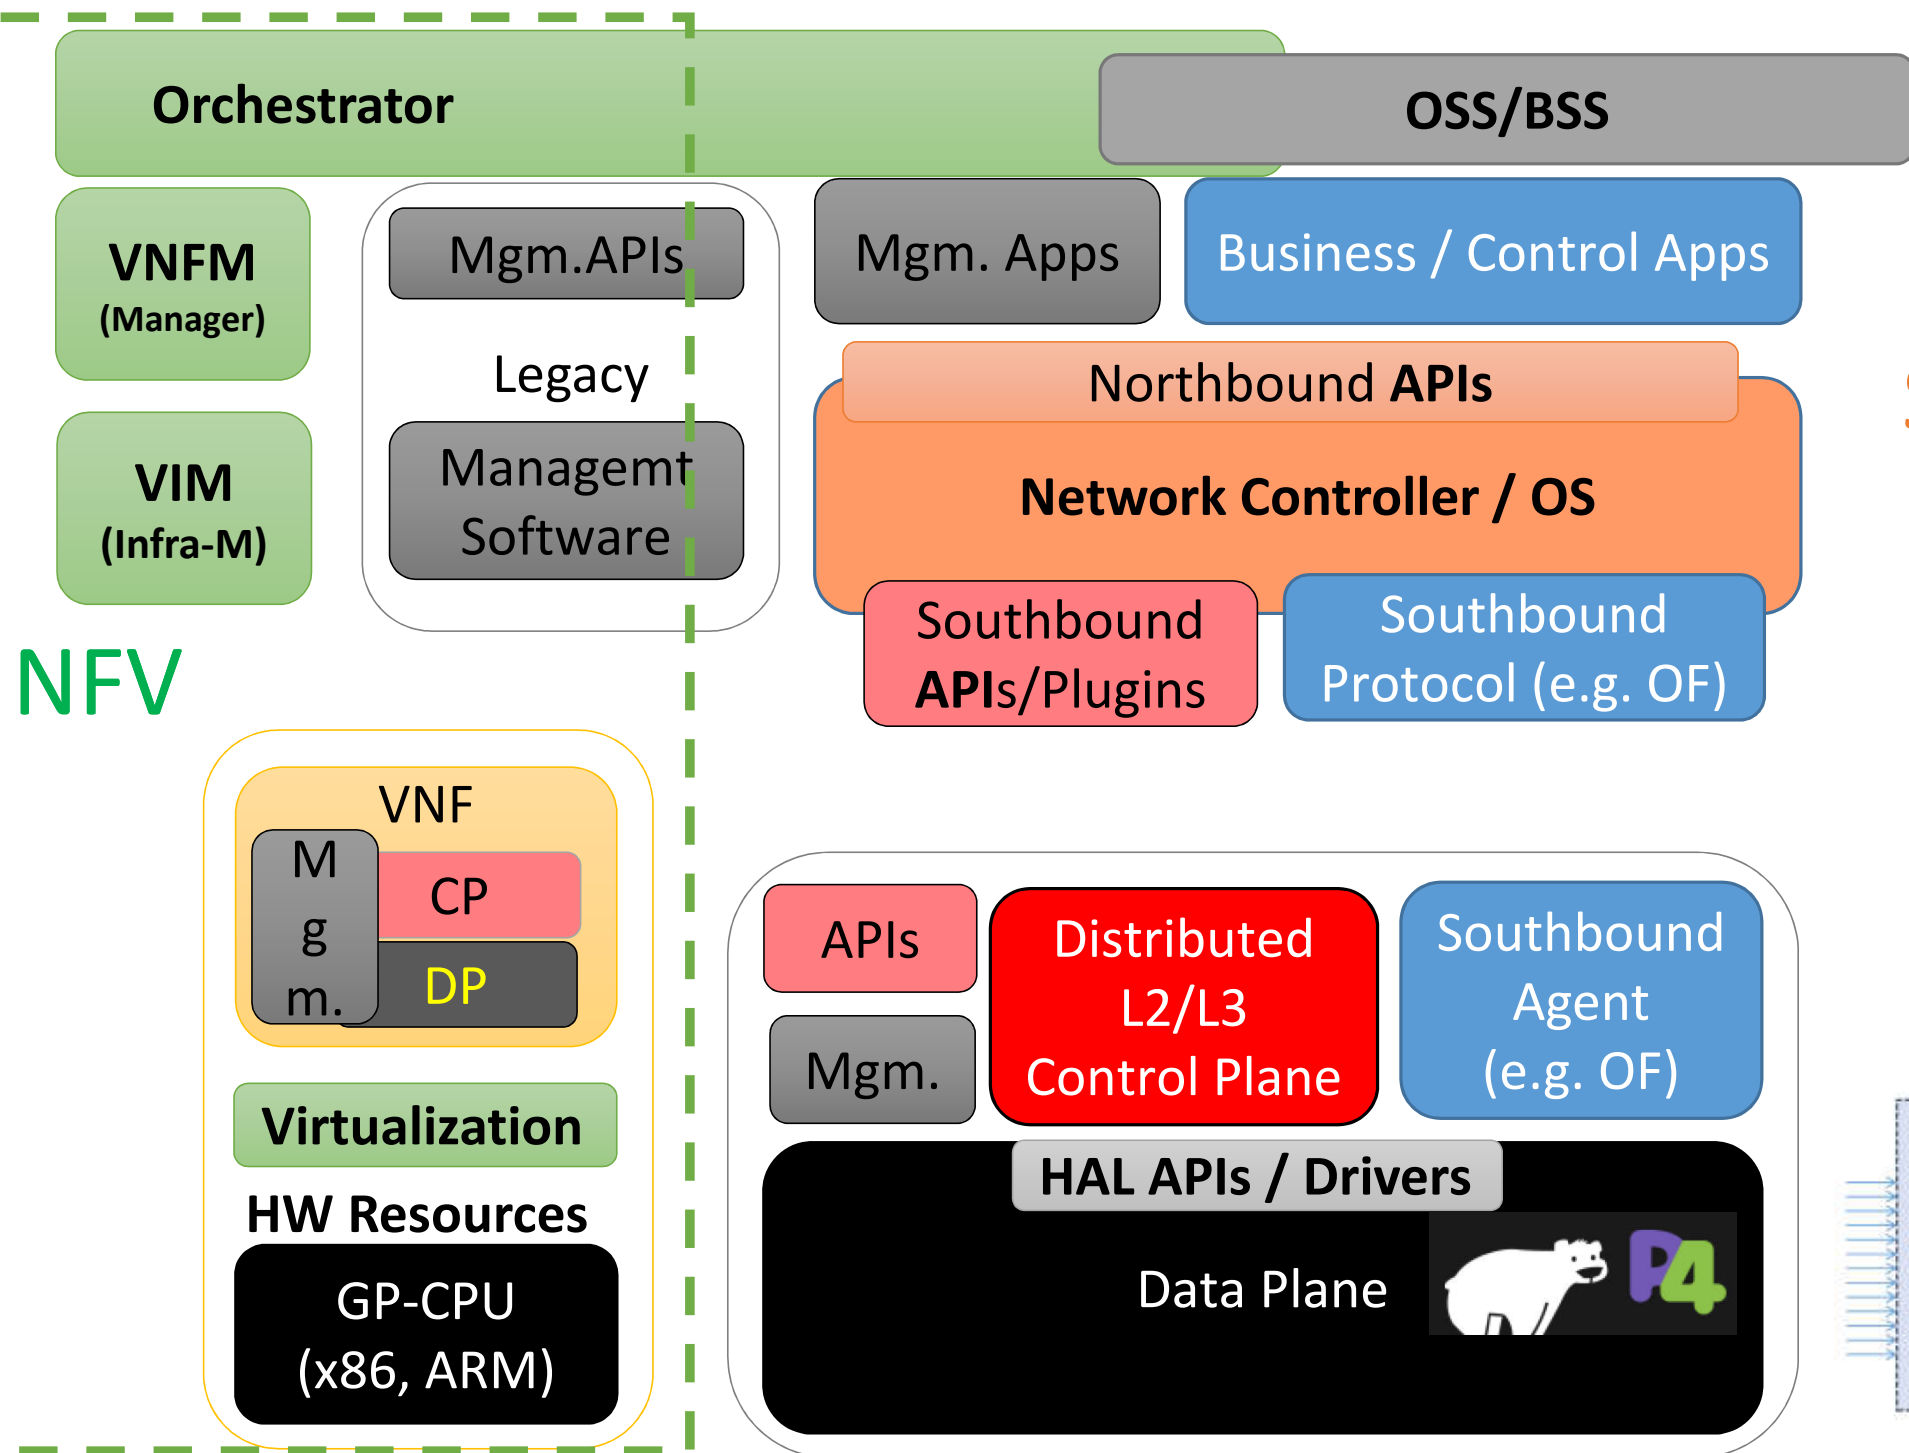 Orchestrator
OSS/BSS
VNFM
(Manager)
Mgm.APIs
Mgm. Apps
Business / Control Apps
Legacy
Northbound APIs
VIM
(Infra-M)
Managemt
Software
Network Controller / OS
Southbound
APIs/Plugins
Southbound
Protocol (e.g. OF)
NFV
VNF
M
g
m.
CP
DP
Virtualization
HW Resources
GP-CPU
(x86, ARM)
APIs
Mgm.
Distributed
L2/L3
Control Plane
Southbound
Agent
(e.g. OF)
HAL APIs / Drivers
Data Plane
P4